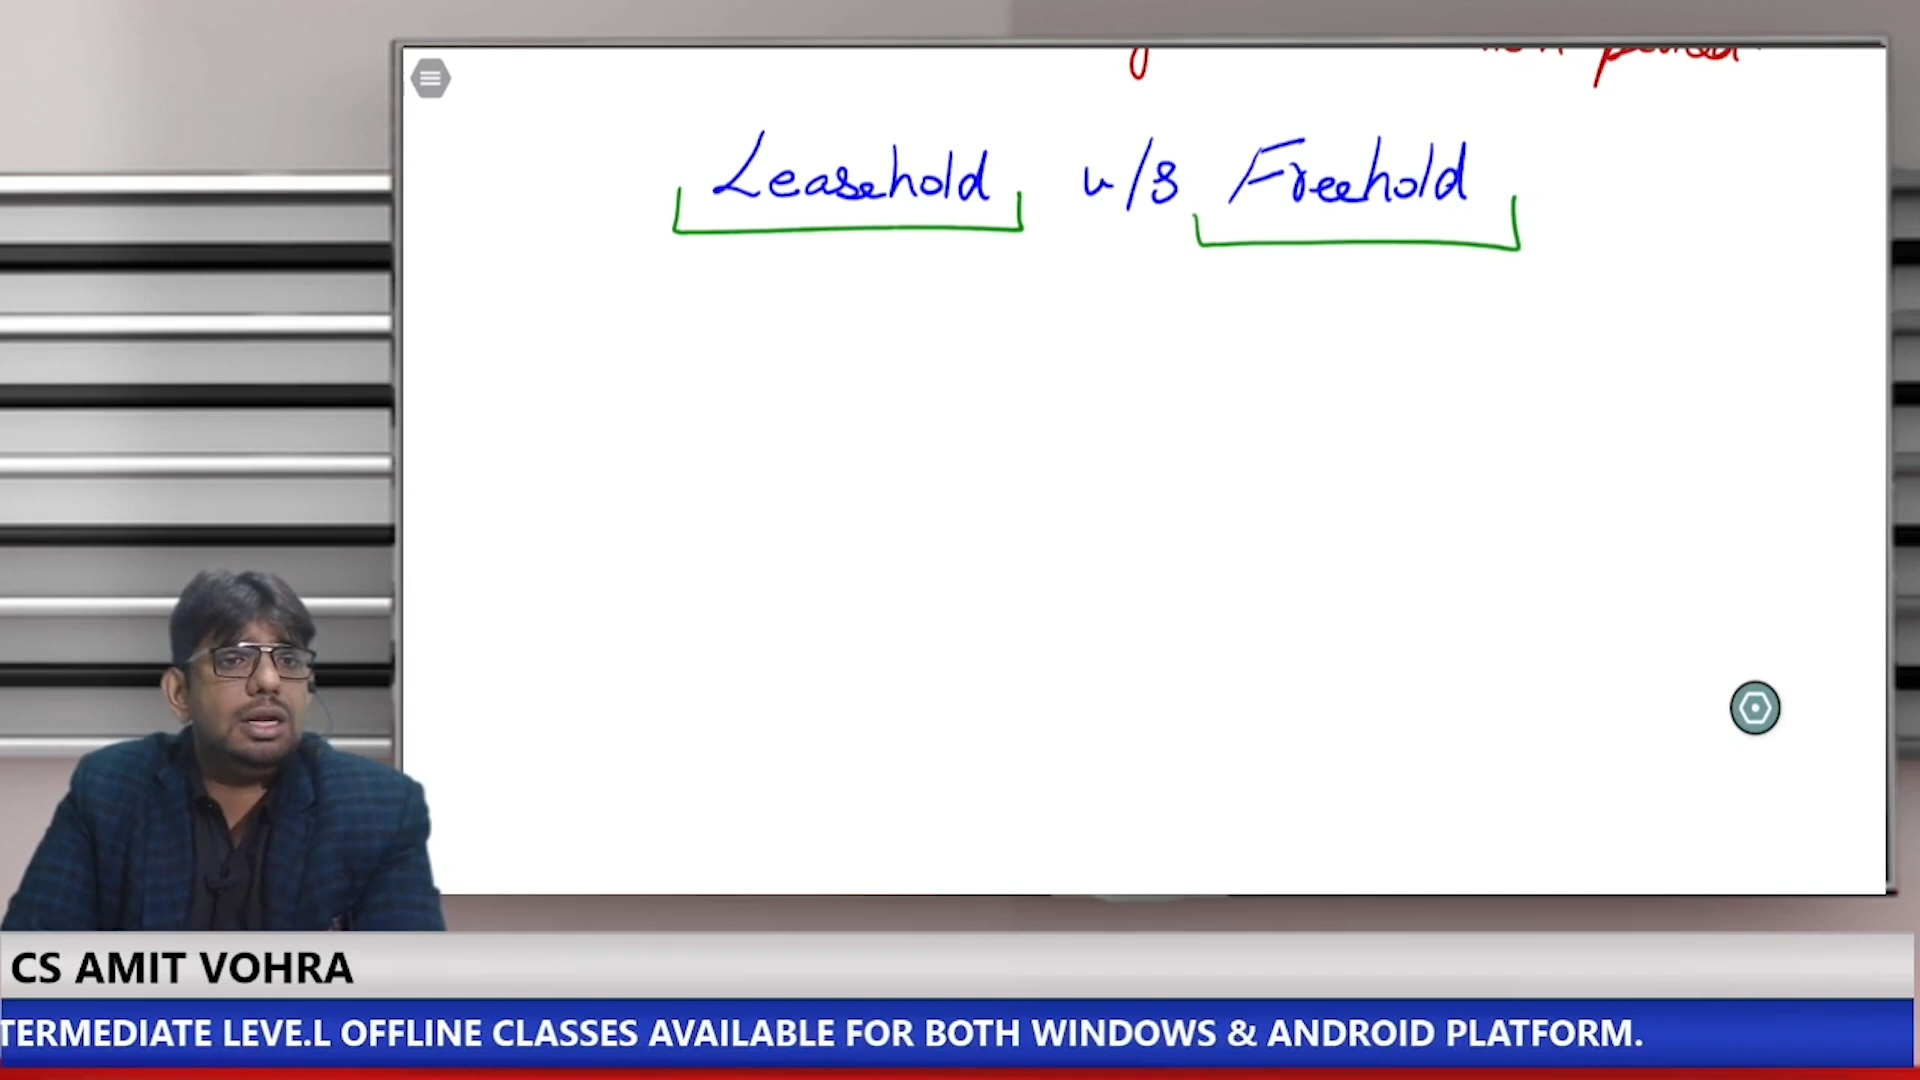 Leasehold v/s Freehold
CS AMIT VOHRA
TERMEDIATE LEVE.L OFFLINE CLASSES AVAILABLE FOR BOTH WINDOWS & ANDROID PLATFORM.